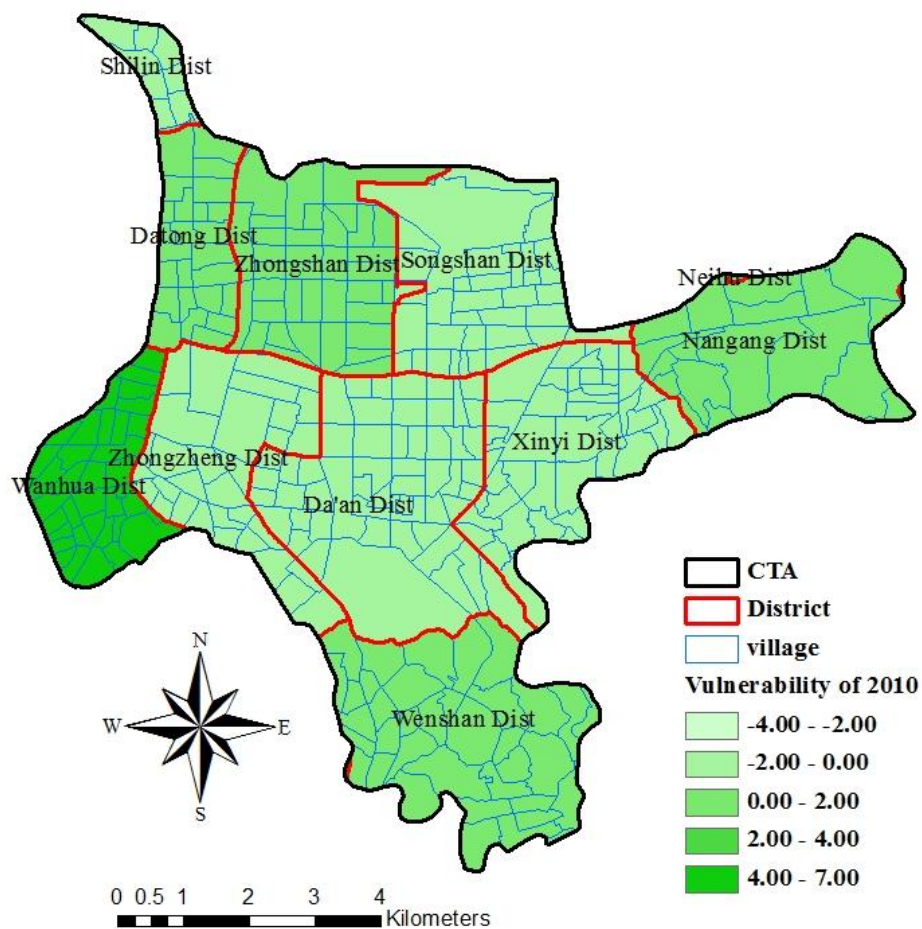 Shilin Dist
Datong Dist
Zhongshan Dist
Songshan Dist
Neihu Dist
Nangang Dist
Xinyi Dist
Zhongzheng Dist
Wanhua Dist
Da'an Dist
Wenshan Dist
N
W
E
S
CTA
District
village
Vulnerability of 2010
-4.00 - -2.00
-2.00 - 0.00
0.00 - 2.00
2.00 - 4.00
4.00 - 7.00
0 0.5 1 2 3 4
Kilometers